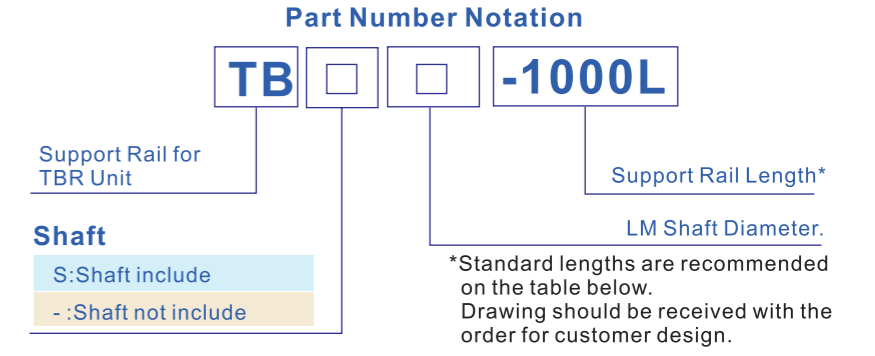 Part Number Notation
TB □ □ -1000L
Support Rail for
TBR Unit
Support Rail Length*
LM Shaft Diameter.
Shaft
S:Shaft include
- :Shaft not include
*Standard lengths are recommended
on the table below.
Drawing should be received with the
order for customer design.